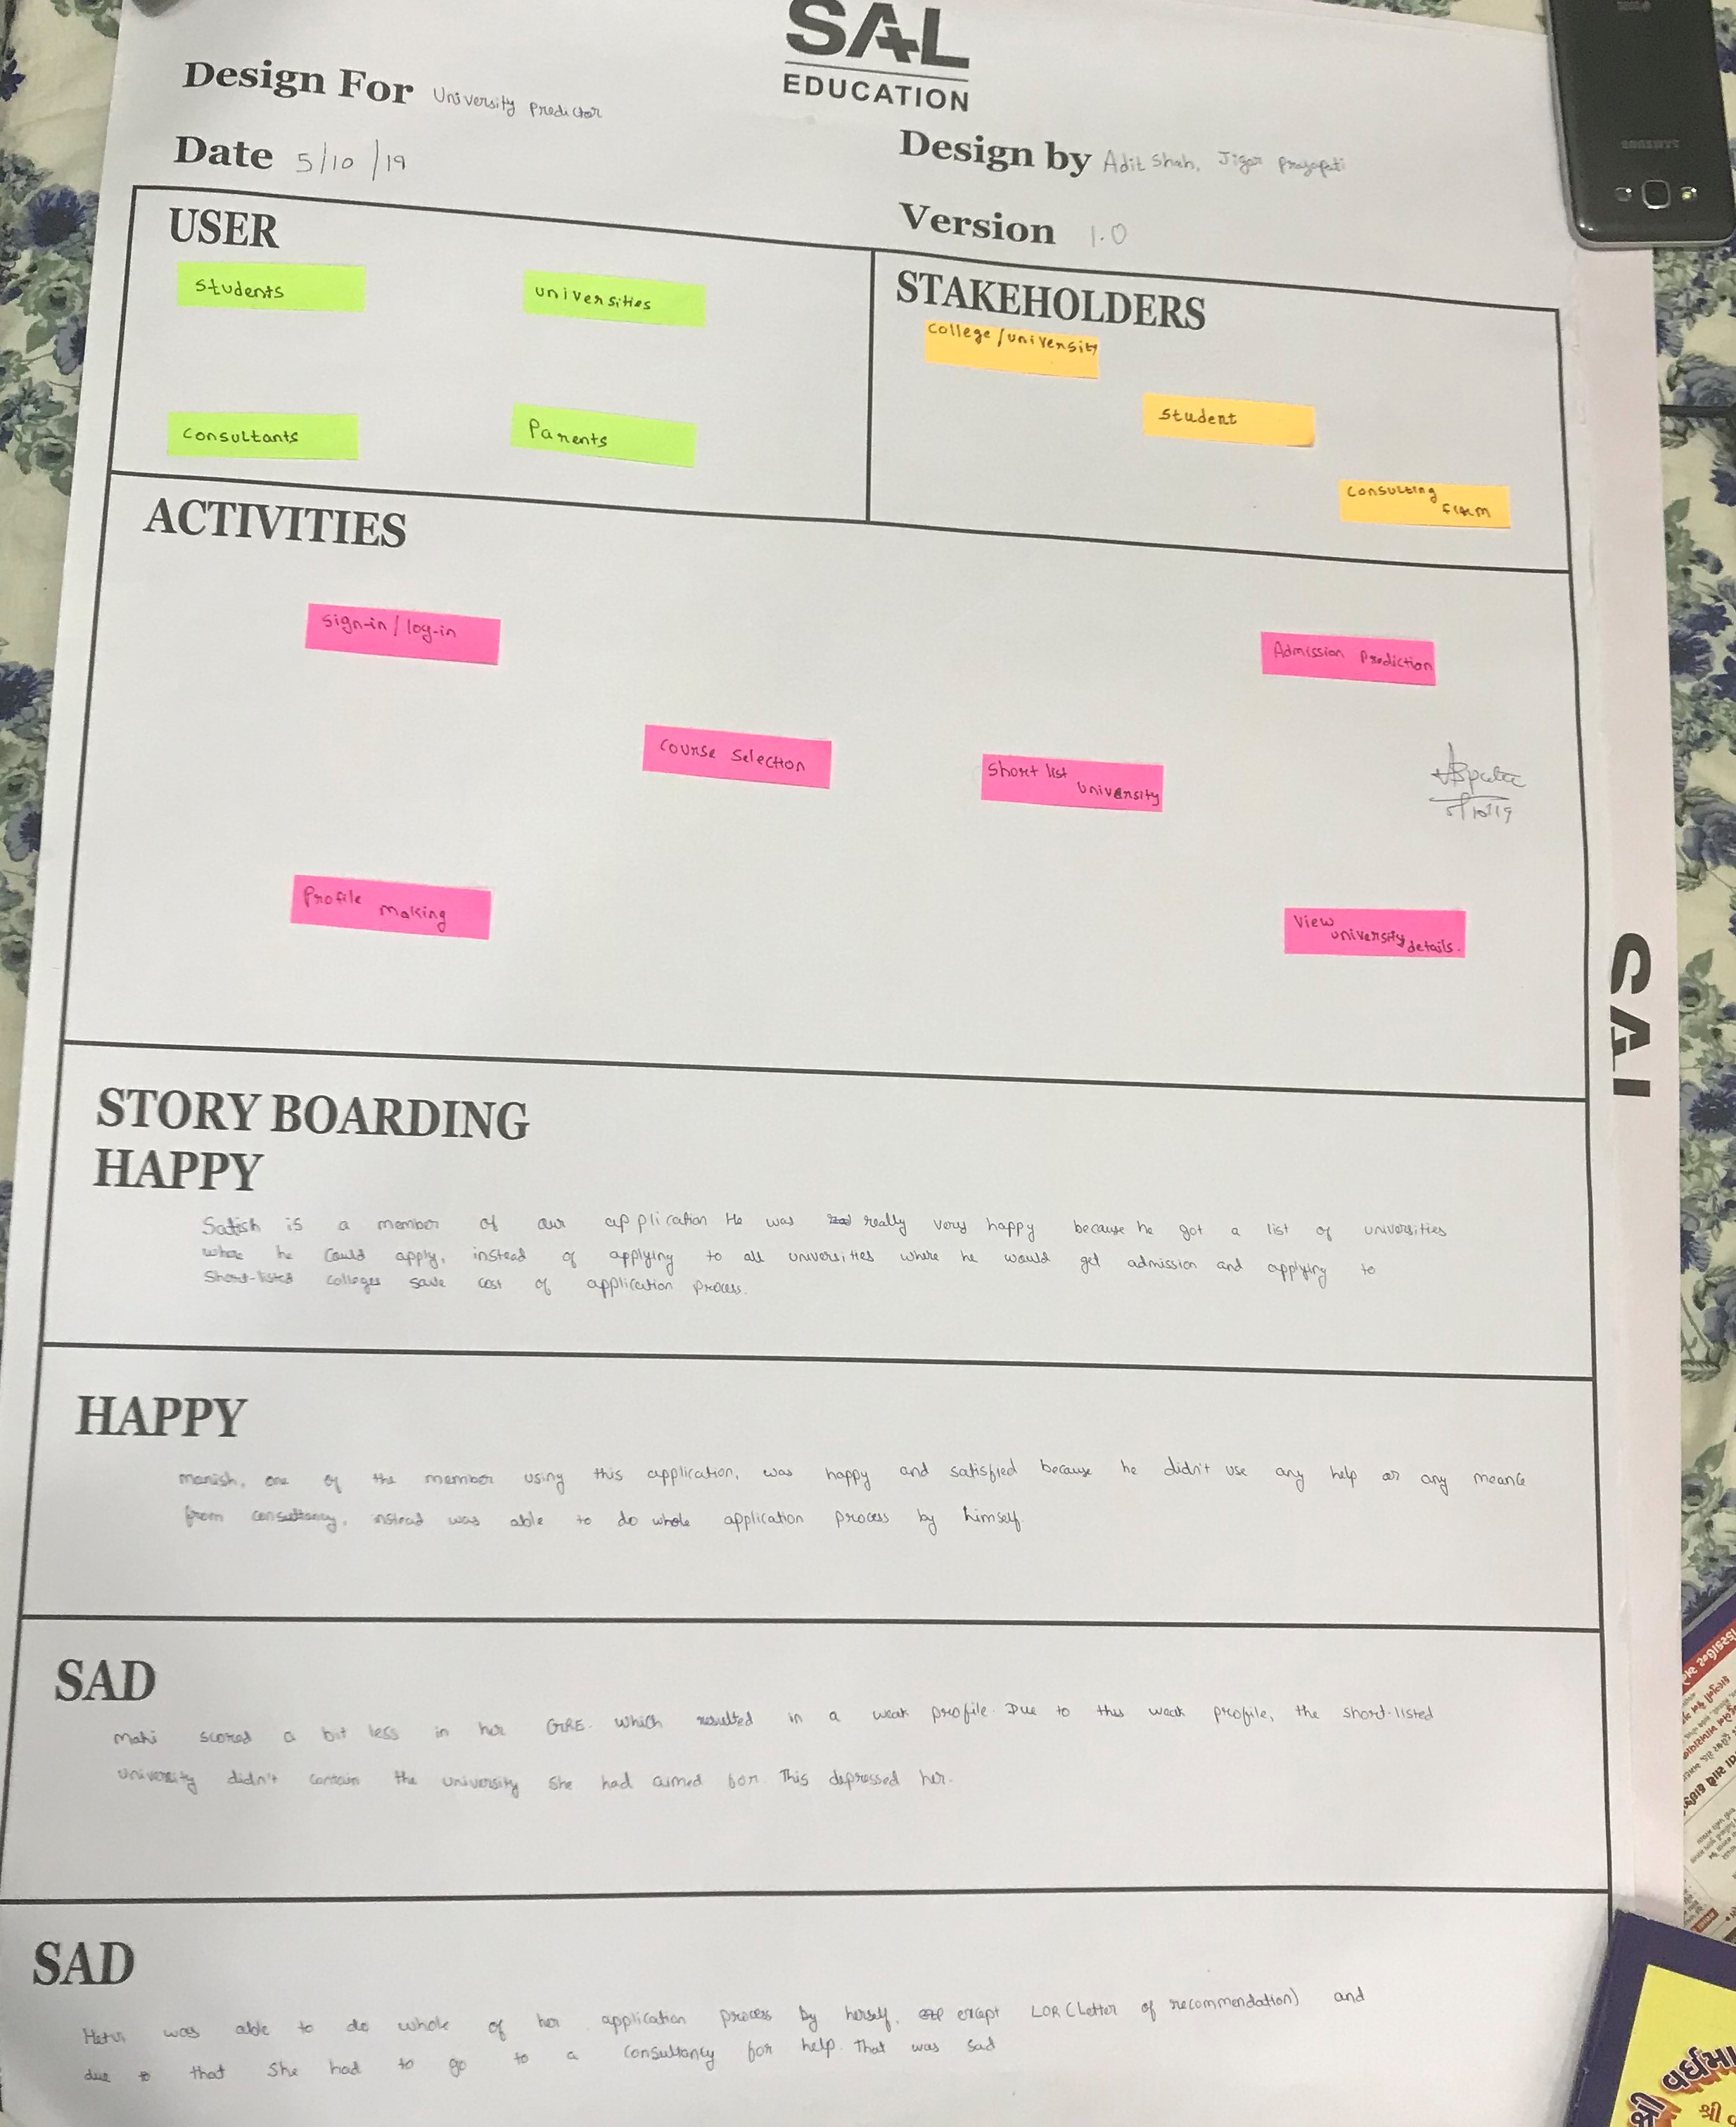 SAL
EDUCATION
Design For University Predictor
Date 5/10/19
Design by Adit Shah, Jigar Prajapati
Version 1.0
USER
Students
universities
Consultants
Parents
STAKEHOLDERS
College/university
Student
Consulting
firm
ACTIVITIES
Sign-in/log-in
Admission Prediction
Course Selection
Short list
university
5/10/19
Profile Making
View
university details.
STORY BOARDING
HAPPY
Satish is a member of our application He was really very happy because he got a list of universities
where he could apply, instead of applying to all universities where he would get admission and applying to
Short-listed colleges save cost of application process.
HAPPY
Manish, one of the member using this application, was happy and satisfied because he didn't use any help or any means
from consultancy, instead was able to do whole application process by himself
SAD
Mahi scored a bit less in her GRE. which resulted in a weak profile. Due to this weak profile, the short-listed
University didn't contain the university she had aimed for. This depressed her.
SAD
was able to do whole of her application process by herself, except LOR (Letter of recommendation) and
due to that she had to go to a consultancy for help. That was sad
SAL
SAMSUNG
શ્રી વર્ધમા
શ્રી